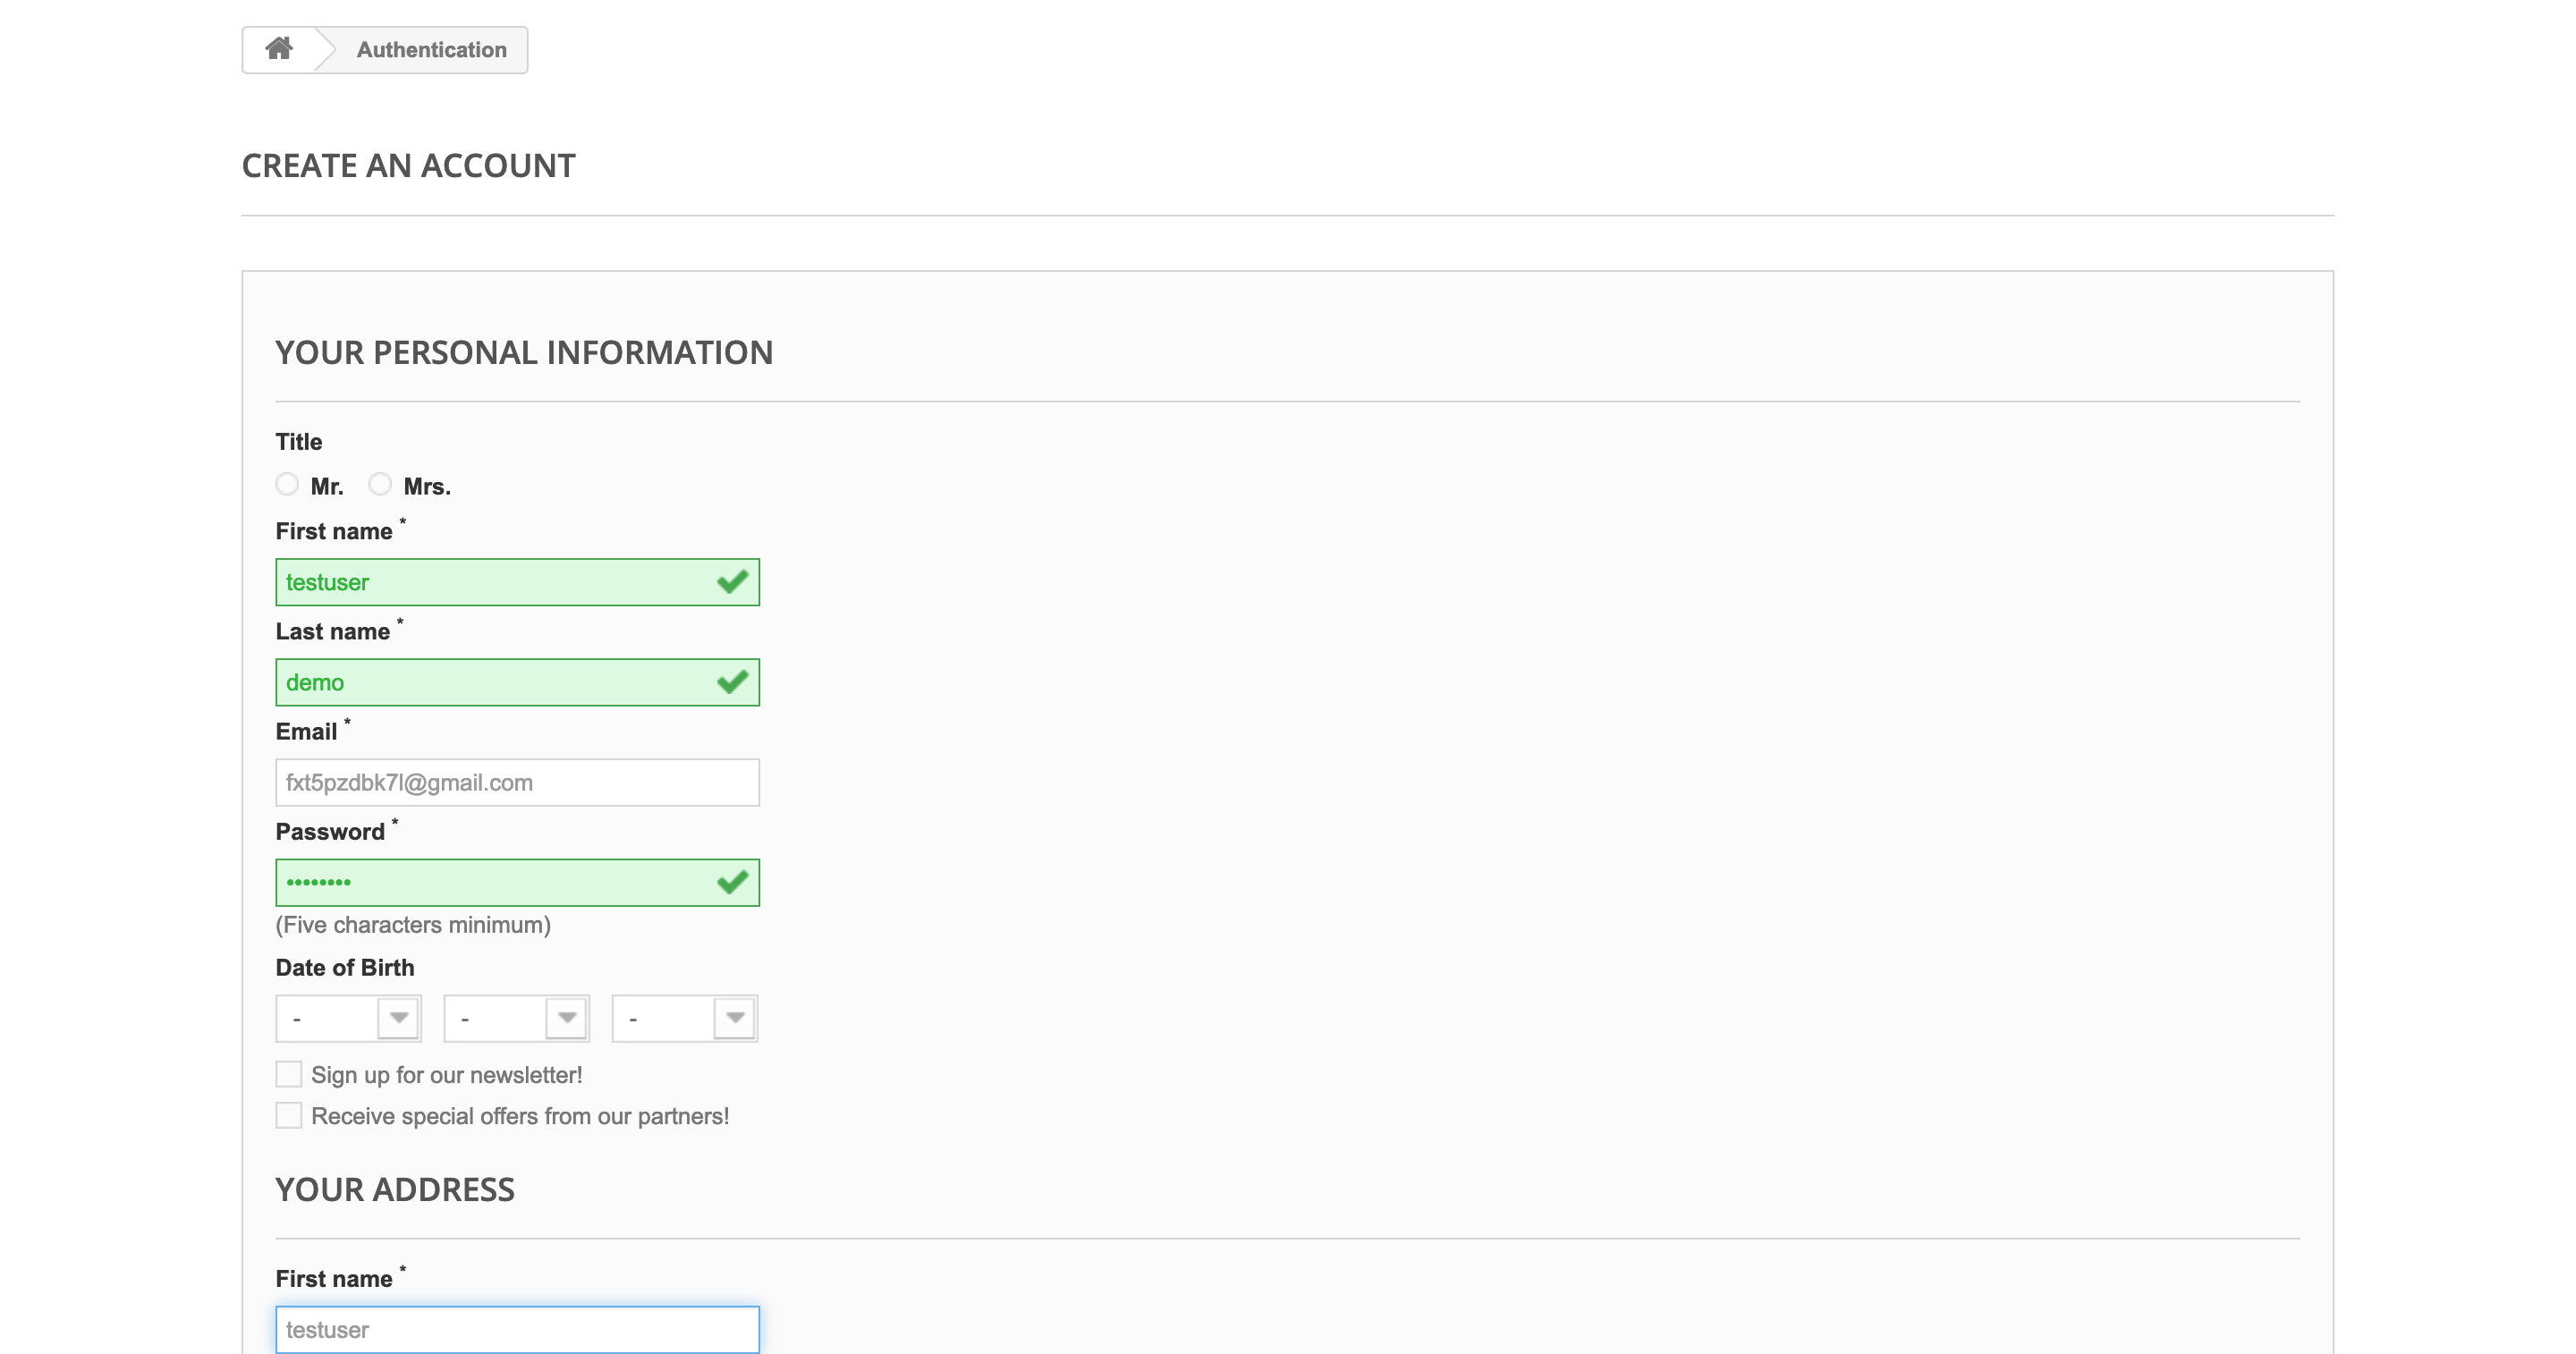 Authentication
CREATE AN ACCOUNT
YOUR PERSONAL INFORMATION
Title
Mr. Mrs.
First name *
testuser
Last name *
demo
Email *
fxt5pzdbk7l@gmail.com
Password *
••••••••
(Five characters minimum)
Date of Birth
- - -
Sign up for our newsletter!
Receive special offers from our partners!
YOUR ADDRESS
First name *
testuser